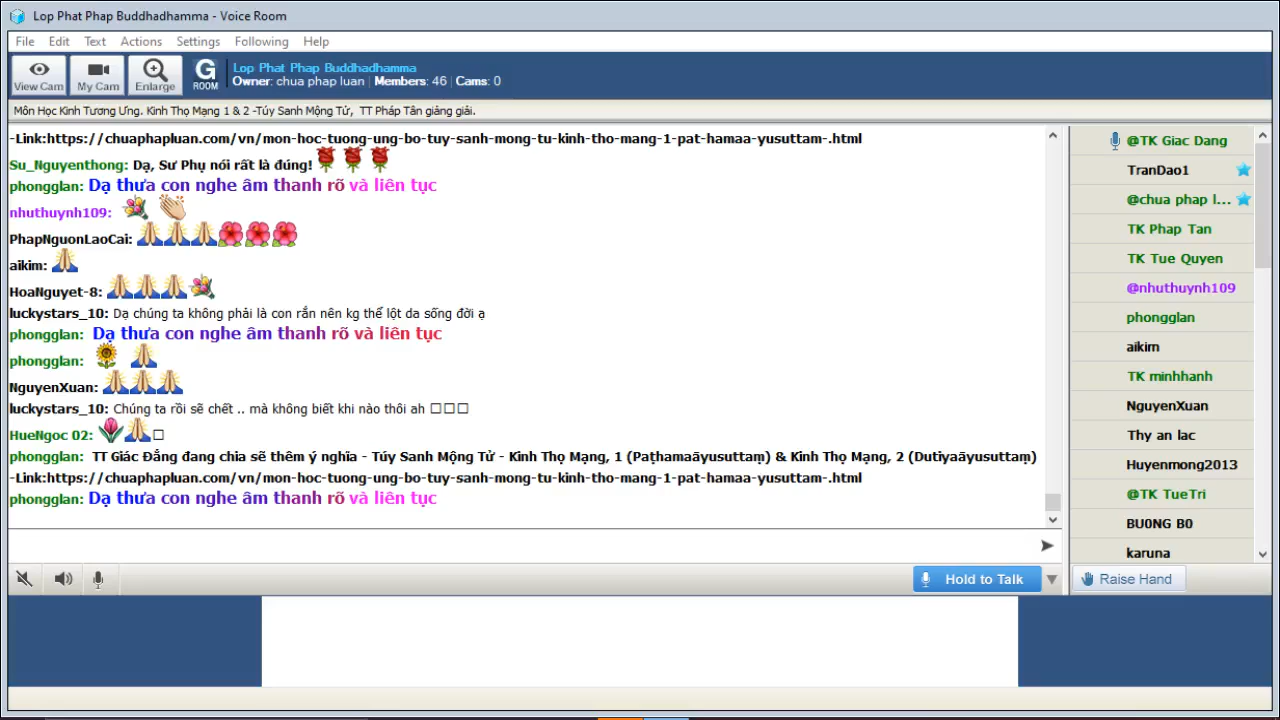 Lop Phat Phap Buddhadhamma - Voice Room
File Edit Text Actions Settings Following Help
View Cam My Cam Enlarge G ROOM
Lop Phat Phap Buddhadhamma
Owner: chua phap luan | Members: 46 | Cams: 0
Môn Học Kinh Tương Ưng. Kinh Thọ Mạng 1 & 2 -Túy Sanh Mộng Tử, TT Pháp Tân giảng giải.
-Link:https://chuaphapluan.com/vn/mon-hoc-tuong-ung-bo-tuy-sanh-mong-tu-kinh-tho-mang-1-pat-hamaa-yusuttam-.html
Su_Nguyenthong: Dạ, Sư Phụ nói rất là đúng!
phongglan: Dạ thưa con nghe âm thanh rõ và liên tục
nhuthuynh109:
PhapNguonLaoCai:
aikim:
HoaNguyet-8:
luckystars_10: Dạ chúng ta không phải là con rắn nên kg thể lột da sống đời ạ
phongglan: Dạ thưa con nghe âm thanh rõ và liên tục
phongglan:
NguyenXuan:
luckystars_10: Chúng ta rồi sẽ chết .. mà không biết khi nào thôi ah □□□
HueNgoc 02: □
phongglan: TT Giác Đẳng đang chia sẽ thêm ý nghĩa - Túy Sanh Mộng Tử - Kinh Thọ Mạng, 1 (Paṭhamaāyusuttaṃ) & Kinh Thọ Mạng, 2 (Dutiyaāyusuttaṃ)
-Link:https://chuaphapluan.com/vn/mon-hoc-tuong-ung-bo-tuy-sanh-mong-tu-kinh-tho-mang-1-pat-hamaa-yusuttam-.html
phongglan: Dạ thưa con nghe âm thanh rõ và liên tục
Hold to Talk
@TK Giac Dang
TranDao1
@chua phap l...
TK Phap Tan
TK Tue Quyen
@nhuthuynh109
phongglan
aikim
TK minhhanh
NguyenXuan
Thy an lac
Huyenmong2013
@TK TueTri
BU0NG B0
karuna
Raise Hand